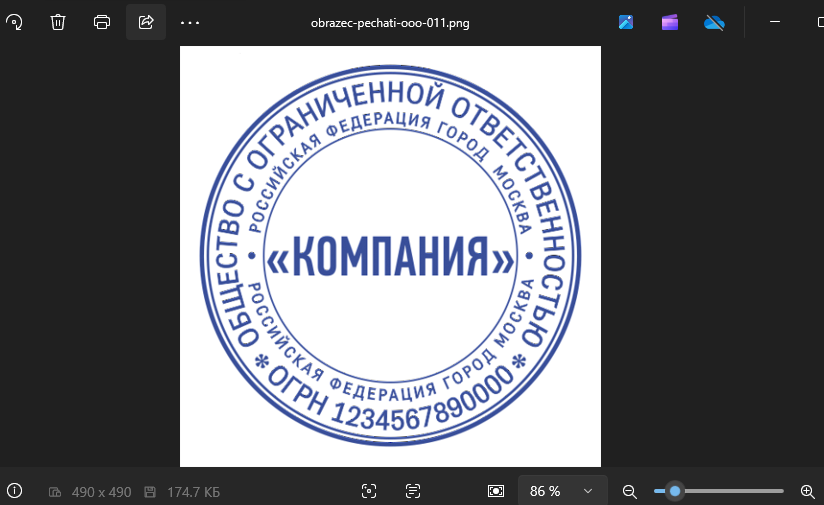 obrazec-pechati-ooo-011.png
ОБЩЕСТВО С ОГРАНИЧЕННОЙ ОТВЕТСТВЕННОСТЬЮ
* ОГРН 1234567890000 *
• РОССИЙСКАЯ ФЕДЕРАЦИЯ ГОРОД МОСКВА •
РОССИЙСКАЯ ФЕДЕРАЦИЯ ГОРОД МОСКВА
«КОМПАНИЯ»
490 x 490
174.7 КБ
86 %